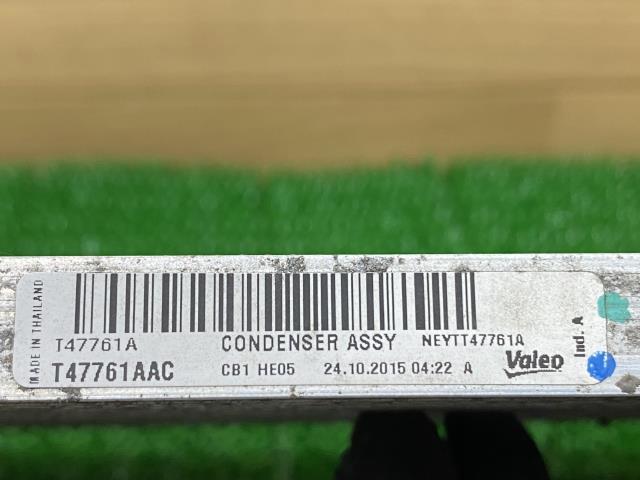 MADE IN THAILAND
T47761A
CONDENSER ASSY
NEYTT47761A
T47761AAC
CB1 HE05
24.10.2015 04:22 A
Valeo
Ind. A